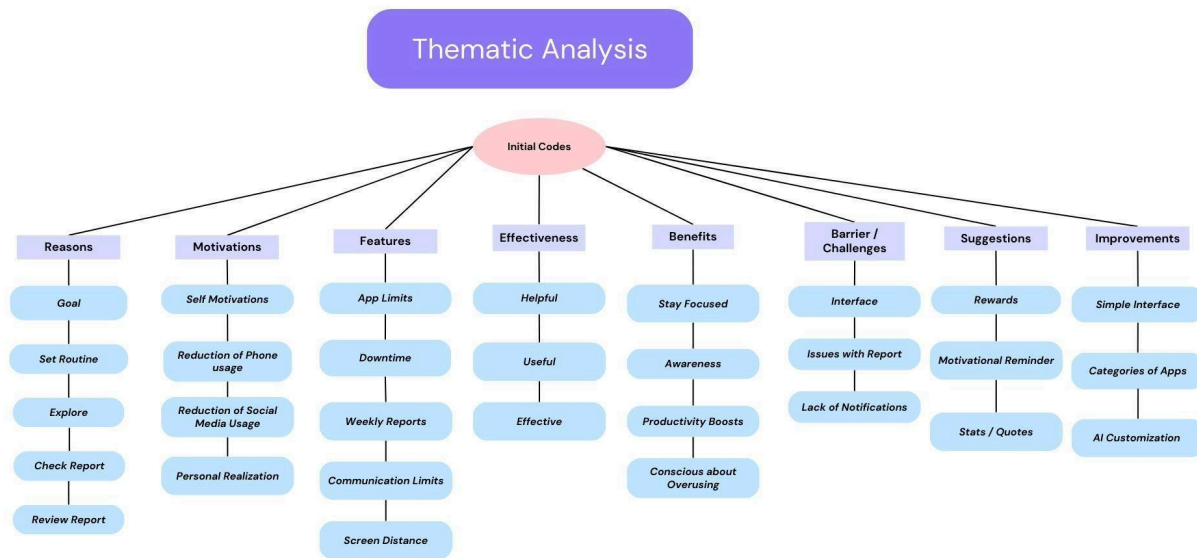 Thematic Analysis
Initial Codes
Reasons
Goal
Set Routine
Explore
Check Report
Review Report
Motivations
Self Motivations
Reduction of Phone
usage
Reduction of Social
Media Usage
Personal Realization
Features
App Limits
Downtime
Weekly Reports
Communication Limits
Screen Distance
Effectiveness
Helpful
Useful
Effective
Benefits
Stay Focused
Awareness
Productivity Boosts
Conscious about
Overusing
Barrier /
Challenges
Interface
Issues with Report
Lack of Notifications
Suggestions
Rewards
Motivational Reminder
Stats / Quotes
Improvements
Simple Interface
Categories of Apps
AI Customization